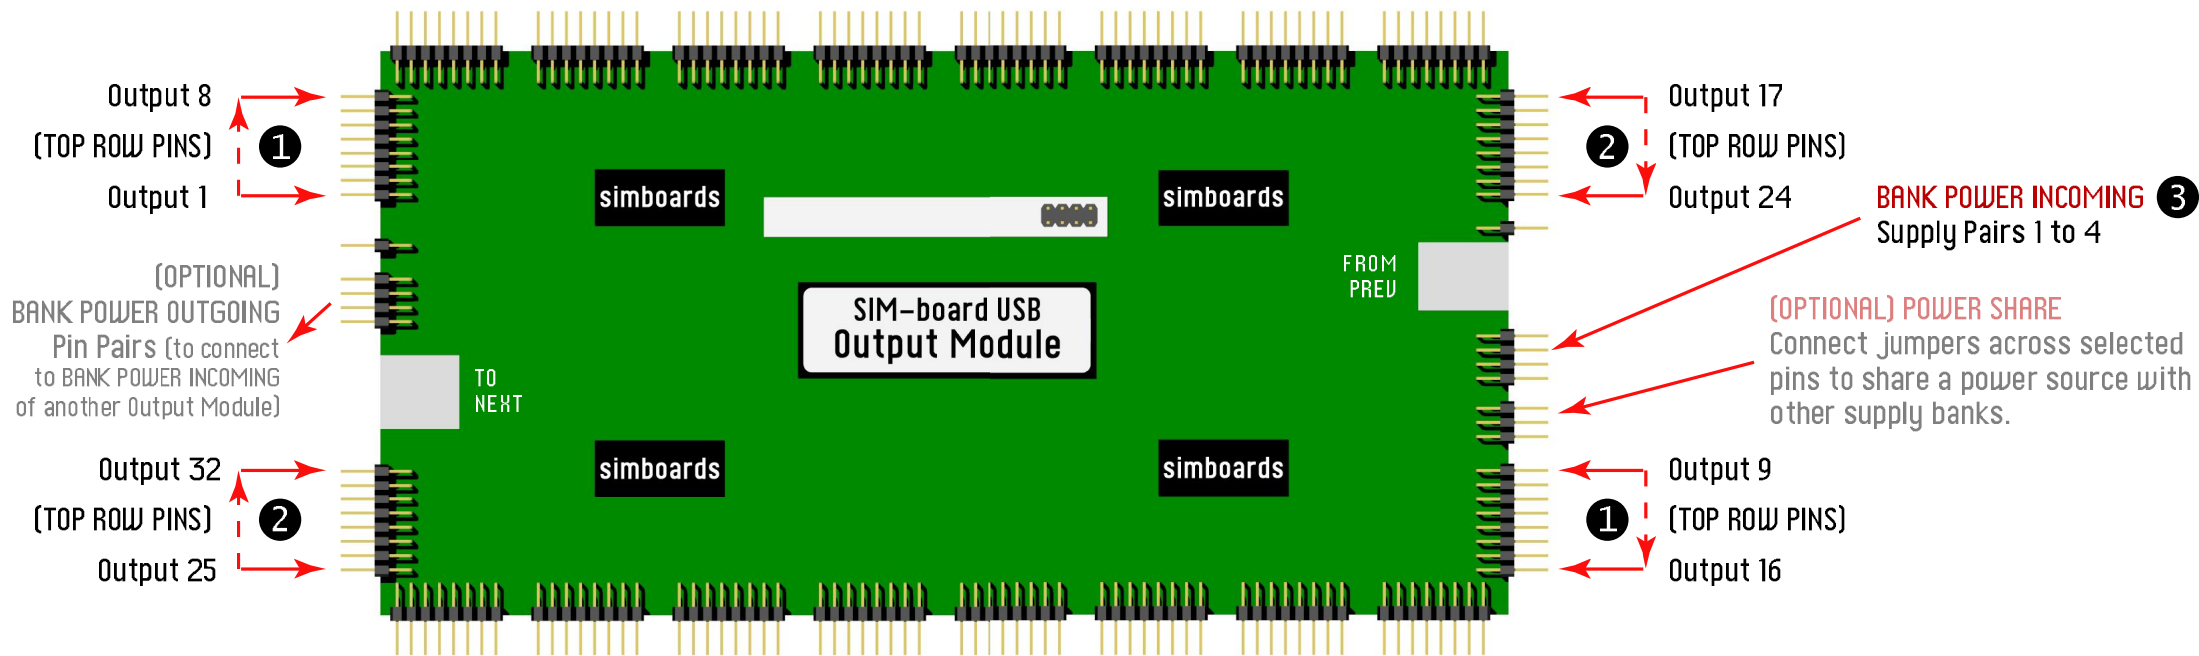 Output 8
(TOP ROW PINS) 1
Output 1
(OPTIONAL)
BANK POWER OUTGOING
Pin Pairs (to connect
to BANK POWER INCOMING
of another Output Module)
Output 32
(TOP ROW PINS) 2
Output 25
simboards
simboards
SIM-board USB
Output Module
FROM
PREV
TO
NEXT
simboards
simboards
Output 17
2 (TOP ROW PINS)
Output 24
BANK POWER INCOMING 3
Supply Pairs 1 to 4
(OPTIONAL) POWER SHARE
Connect jumpers across selected
pins to share a power source with
other supply banks.
Output 9
1 (TOP ROW PINS)
Output 16